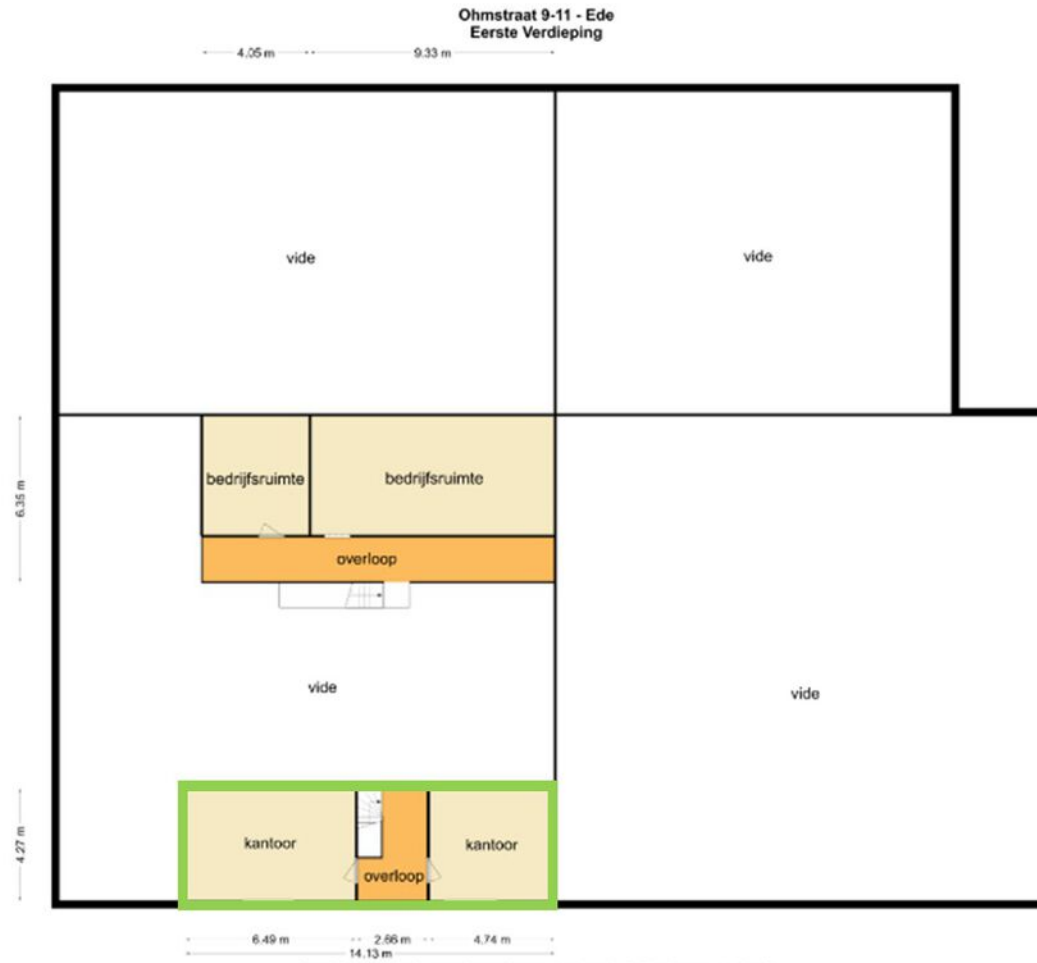 Ohmstraat 9-11 - Ede
Eerste Verdieping
4.05 m
9.33 m
vide
vide
bedrijfsruimte
bedrijfsruimte
6.35 m
overloop
vide
vide
4.27 m
kantoor
kantoor
overloop
6.49 m
2.66 m
4.74 m
14.13 m